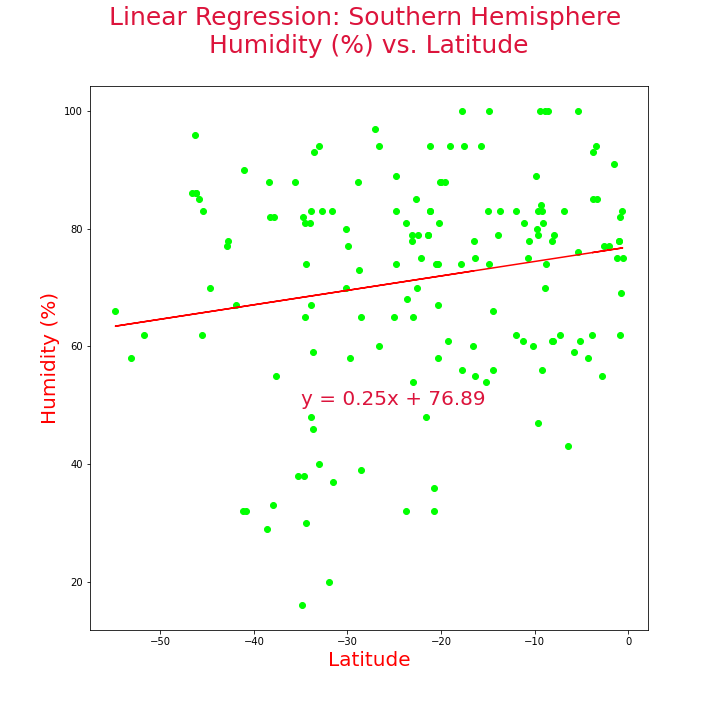 Linear Regression: Southern Hemisphere
Humidity (%) vs. Latitude
100
80
60
40
20
Humidity (%)
y = 0.25x + 76.89
−50
−40
−30
−20
−10
0
Latitude